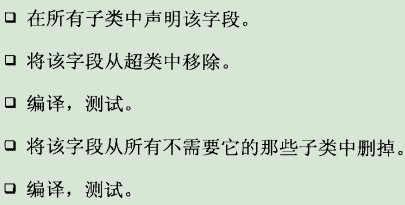 ❑ 在所有子类中声明该字段。
❑ 将该字段从超类中移除。
❑ 编译，测试。
❑ 将该字段从所有不需要它的那些子类中删掉。
❑ 编译，测试。